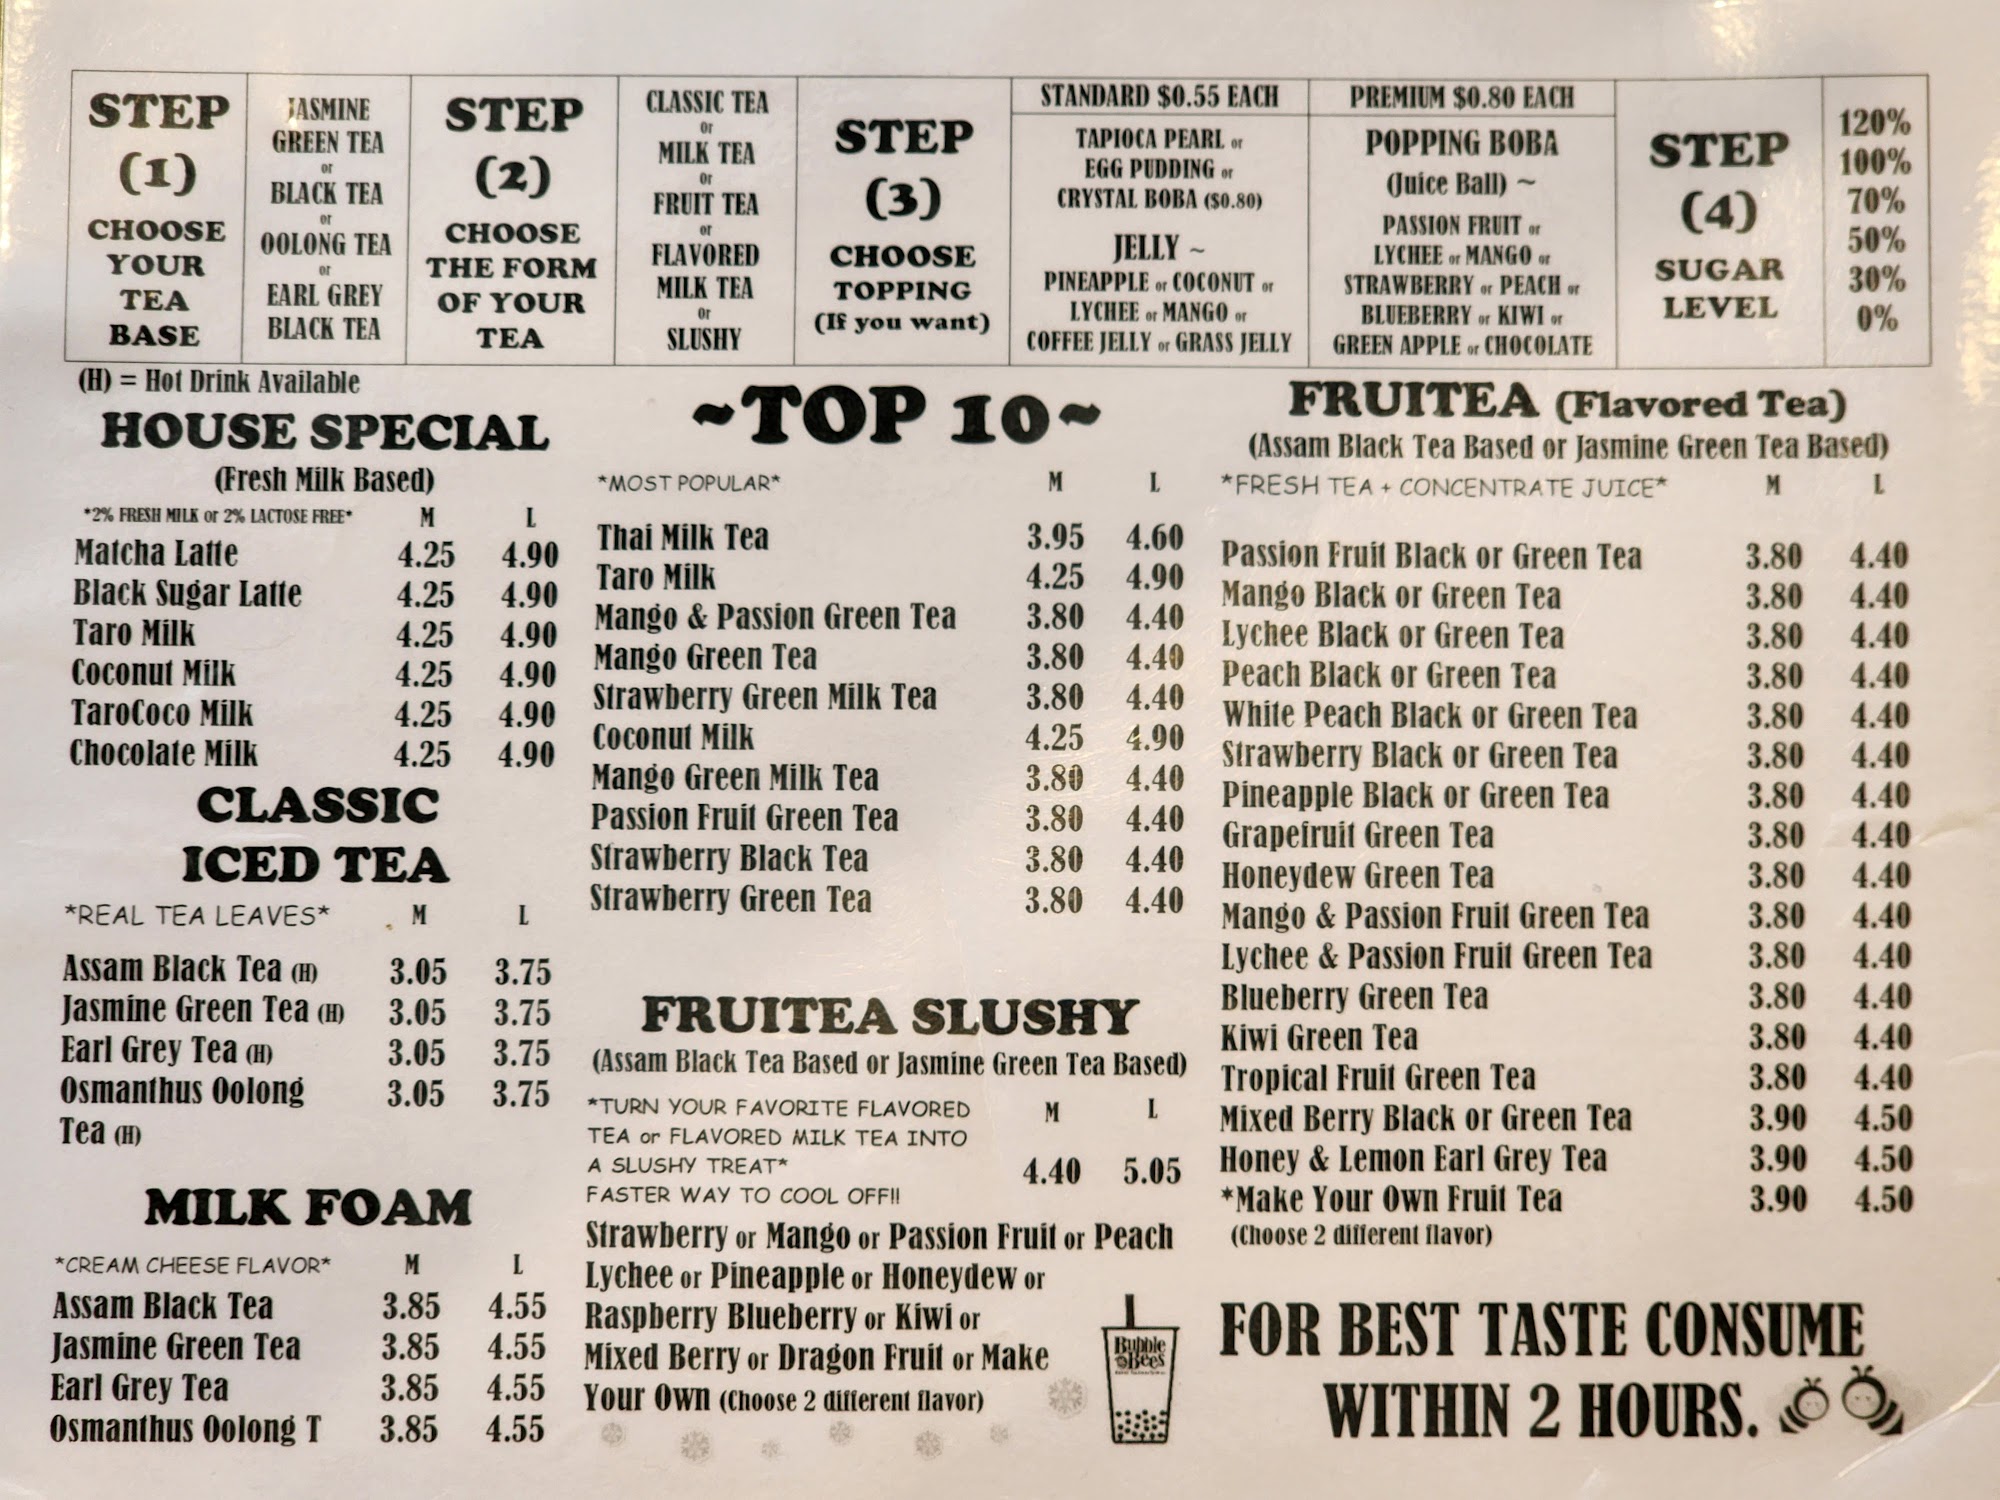 STEP
(1)
CHOOSE
YOUR
TEA
BASE
JASMINE
GREEN TEA
or
BLACK TEA
or
OOLONG TEA
or
EARL GREY
BLACK TEA
STEP
(2)
CHOOSE
THE FORM
OF YOUR
TEA
CLASSIC TEA
or
MILK TEA
or
FRUIT TEA
or
FLAVORED
MILK TEA
or
SLUSHY
STEP
(3)
CHOOSE
TOPPING
(If you want)
STANDARD $0.55 EACH
TAPIOCA PEARL or
EGG PUDDING or
CRYSTAL BOBA ($0.80)
JELLY ~
PINEAPPLE or COCONUT or
LYCHEE or MANGO or
COFFEE JELLY or GRASS JELLY
PREMIUM $0.80 EACH
POPPING BOBA
(Juice Ball) ~
PASSION FRUIT or
LYCHEE or MANGO or
STRAWBERRY or PEACH or
BLUEBERRY or KIWI or
GREEN APPLE or CHOCOLATE
STEP
(4)
SUGAR
LEVEL
120%
100%
70%
50%
30%
0%
(H) = Hot Drink Available
HOUSE SPECIAL
(Fresh Milk Based)
*2% FRESH MILK or 2% LACTOSE FREE* M L
Matcha Latte 4.25 4.90
Black Sugar Latte 4.25 4.90
Taro Milk 4.25 4.90
Coconut Milk 4.25 4.90
TaroCoco Milk 4.25 4.90
Chocolate Milk 4.25 4.90
CLASSIC
ICED TEA
*REAL TEA LEAVES* M L
Assam Black Tea (H) 3.05 3.75
Jasmine Green Tea (H) 3.05 3.75
Earl Grey Tea (H) 3.05 3.75
Osmanthus Oolong 3.05 3.75
Tea (H)
MILK FOAM
*CREAM CHEESE FLAVOR* M L
Assam Black Tea 3.85 4.55
Jasmine Green Tea 3.85 4.55
Earl Grey Tea 3.85 4.55
Osmanthus Oolong T 3.85 4.55
~TOP 10~
*MOST POPULAR* M L
Thai Milk Tea 3.95 4.60
Taro Milk 4.25 4.90
Mango & Passion Green Tea 3.80 4.40
Mango Green Tea 3.80 4.40
Strawberry Green Milk Tea 3.80 4.40
Coconut Milk 4.25 4.90
Mango Green Milk Tea 3.80 4.40
Passion Fruit Green Tea 3.80 4.40
Strawberry Black Tea 3.80 4.40
Strawberry Green Tea 3.80 4.40
FRUITEA SLUSHY
(Assam Black Tea Based or Jasmine Green Tea Based)
*TURN YOUR FAVORITE FLAVORED M L
TEA or FLAVORED MILK TEA INTO
A SLUSHY TREAT* 4.40 5.05
FASTER WAY TO COOL OFF!!
Strawberry or Mango or Passion Fruit or Peach
Lychee or Pineapple or Honeydew or
Raspberry Blueberry or Kiwi or
Mixed Berry or Dragon Fruit or Make
Your Own (Choose 2 different flavor)
Bubble
Bees
FRUITEA (Flavored Tea)
(Assam Black Tea Based or Jasmine Green Tea Based)
*FRESH TEA + CONCENTRATE JUICE* M L
Passion Fruit Black or Green Tea 3.80 4.40
Mango Black or Green Tea 3.80 4.40
Lychee Black or Green Tea 3.80 4.40
Peach Black or Green Tea 3.80 4.40
White Peach Black or Green Tea 3.80 4.40
Strawberry Black or Green Tea 3.80 4.40
Pineapple Black or Green Tea 3.80 4.40
Grapefruit Green Tea 3.80 4.40
Honeydew Green Tea 3.80 4.40
Mango & Passion Fruit Green Tea 3.80 4.40
Lychee & Passion Fruit Green Tea 3.80 4.40
Blueberry Green Tea 3.80 4.40
Kiwi Green Tea 3.80 4.40
Tropical Fruit Green Tea 3.80 4.40
Mixed Berry Black or Green Tea 3.90 4.50
Honey & Lemon Earl Grey Tea 3.90 4.50
*Make Your Own Fruit Tea 3.90 4.50
(Choose 2 different flavor)
FOR BEST TASTE CONSUME
WITHIN 2 HOURS.